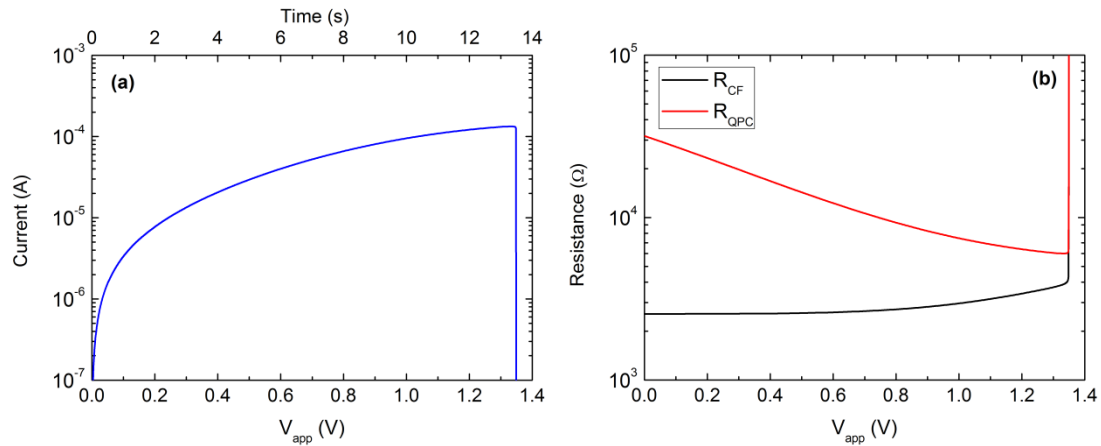 Time (s)
0 2 4 6 8 10 12 14
10^-3
(a)
10^-4
10^-5
10^-6
10^-7
Current (A)
0.0 0.2 0.4 0.6 0.8 1.0 1.2 1.4
V_app (V)
10^5
R_CF
R_QPC
(b)
10^4
10^3
Resistance (Ω)
0.0 0.2 0.4 0.6 0.8 1.0 1.2 1.4
V_app (V)